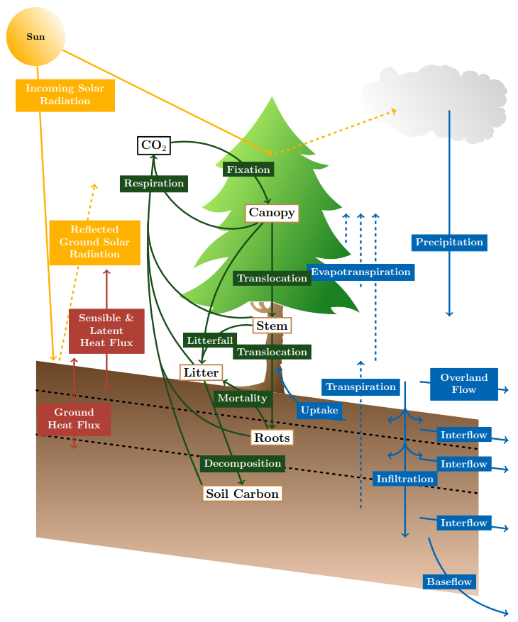 Sun
Incoming Solar
Radiation
CO₂
Fixation
Respiration
Canopy
Reflected
Ground Solar
Radiation
Precipitation
Evapotranspiration
Translocation
Sensible &
Latent
Heat Flux
Stem
Litterfall
Translocation
Litter
Overland
Flow
Transpiration
Mortality
Uptake
Ground
Heat Flux
Roots
Interflow
Decomposition
Interflow
Infiltration
Soil Carbon
Interflow
Baseflow